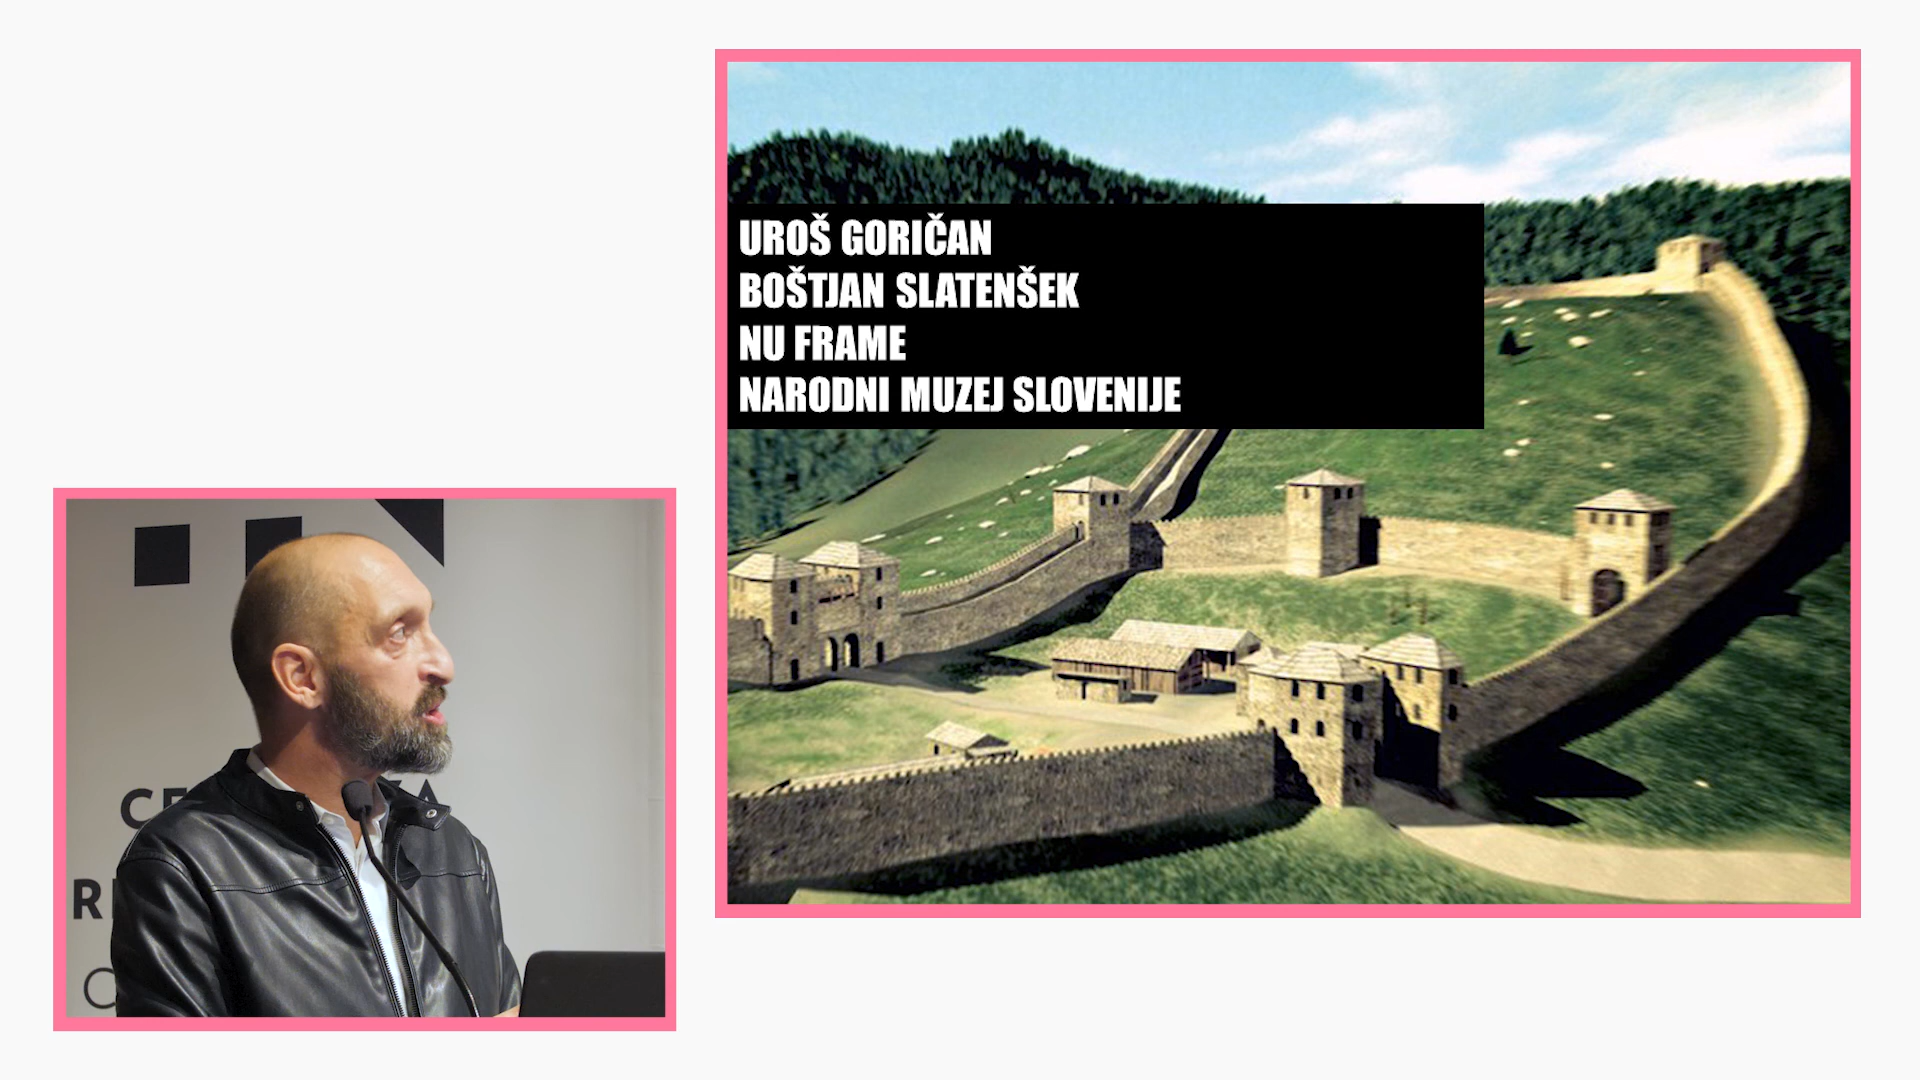 UROŠ GORIČAN
BOŠTJAN SLATENŠEK
NU FRAME
NARODNI MUZEJ SLOVENIJE